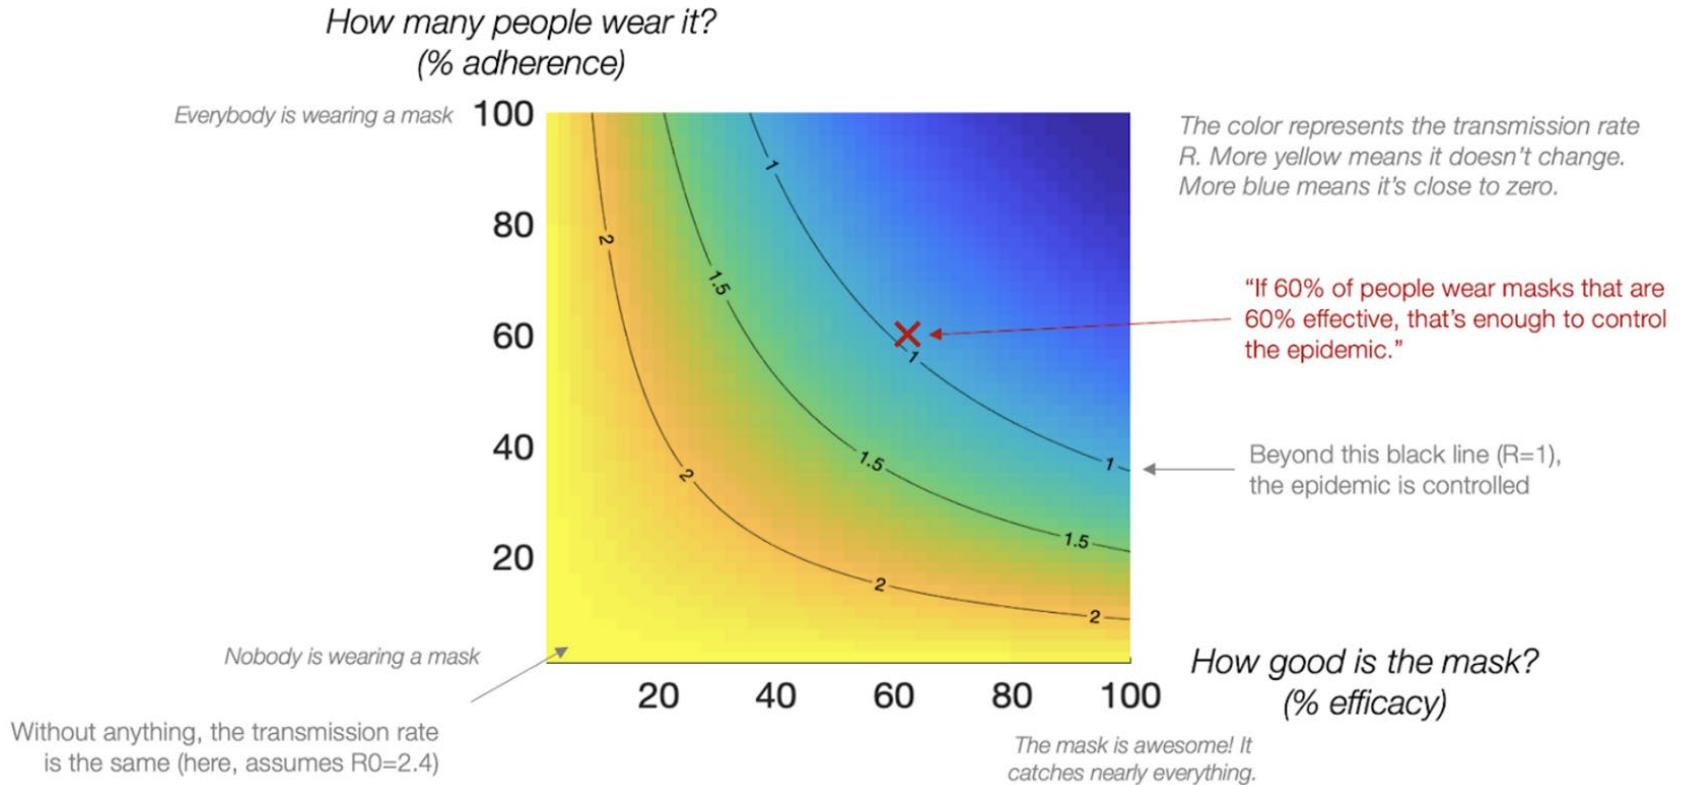 How many people wear it?
(% adherence)
Everybody is wearing a mask
100
80
60
40
20
Nobody is wearing a mask
Without anything, the transmission rate
is the same (here, assumes R0=2.4)
2
2
2
2
1.5
1.5
1.5
1
1
1
20 40 60 80 100
How good is the mask?
(% efficacy)
The mask is awesome! It
catches nearly everything.
The color represents the transmission rate
R. More yellow means it doesn't change.
More blue means it's close to zero.
“If 60% of people wear masks that are
60% effective, that's enough to control
the epidemic.”
Beyond this black line (R=1),
the epidemic is controlled